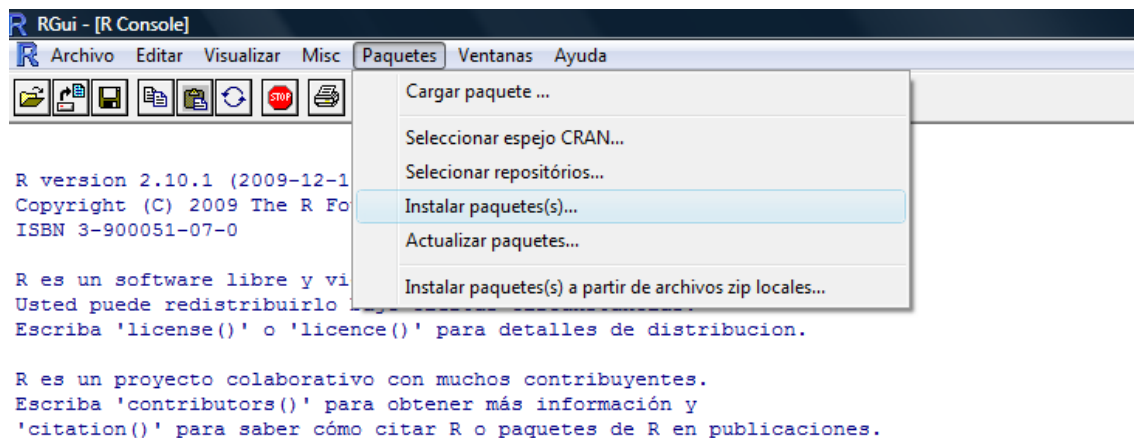 RGui - [R Console]
Archivo Editar Visualizar Misc Paquetes Ventanas Ayuda
STOP
Cargar paquete ...
Seleccionar espejo CRAN...
Selecionar repositórios...
Instalar paquetes(s)...
Actualizar paquetes...
Instalar paquetes(s) a partir de archivos zip locales...
R version 2.10.1 (2009-12-1
Copyright (C) 2009 The R Fo
ISBN 3-900051-07-0
R es un software libre y vi
Usted puede redistribuirlo
Escriba 'license()' o 'licence()' para detalles de distribucion.
R es un proyecto colaborativo con muchos contribuyentes.
Escriba 'contributors()' para obtener más información y
'citation()' para saber cómo citar R o paquetes de R en publicaciones.